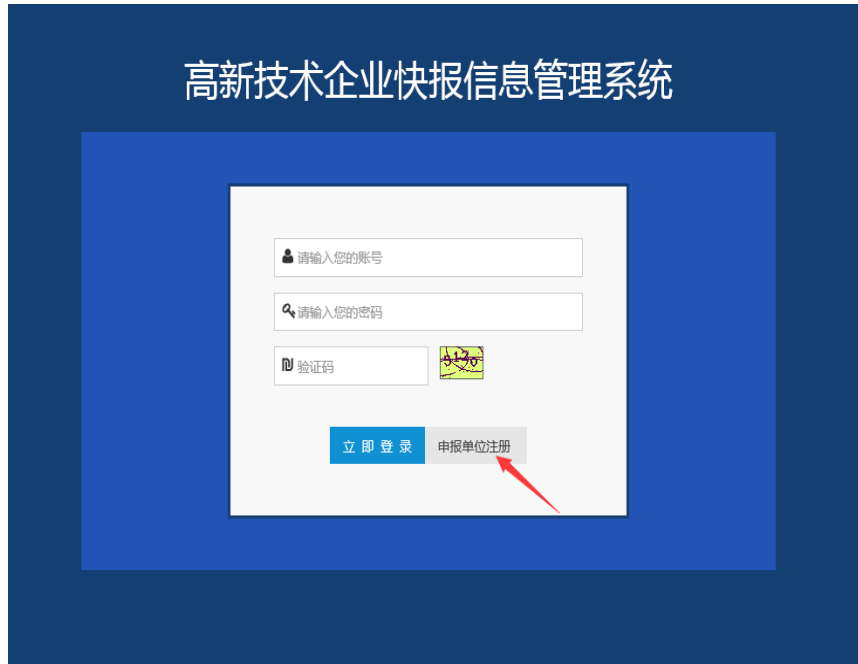 高新技术企业快报信息管理系统
请输入您的账号
请输入您的密码
验证码
立即登录 申报单位注册